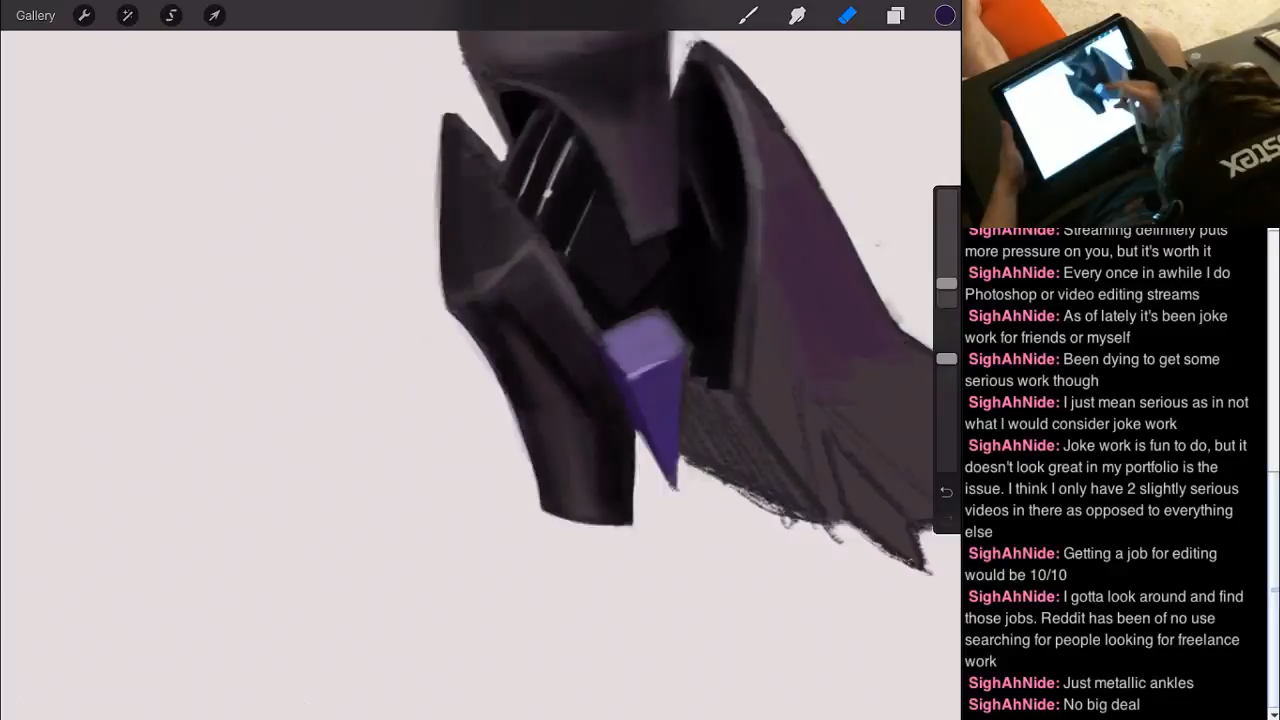 Gallery
stex
SighAhNide: Streaming definitely puts
more pressure on you, but it's worth it
SighAhNide: Every once in awhile I do
Photoshop or video editing streams
SighAhNide: As of lately it's been joke
work for friends or myself
SighAhNide: Been dying to get some
serious work though
SighAhNide: I just mean serious as in not
what I would consider joke work
SighAhNide: Joke work is fun to do, but it
doesn't look great in my portfolio is the
issue. I think I only have 2 slightly serious
videos in there as opposed to everything
else
SighAhNide: Getting a job for editing
would be 10/10
SighAhNide: I gotta look around and find
those jobs. Reddit has been of no use
searching for people looking for freelance
work
SighAhNide: Just metallic ankles
SighAhNide: No big deal